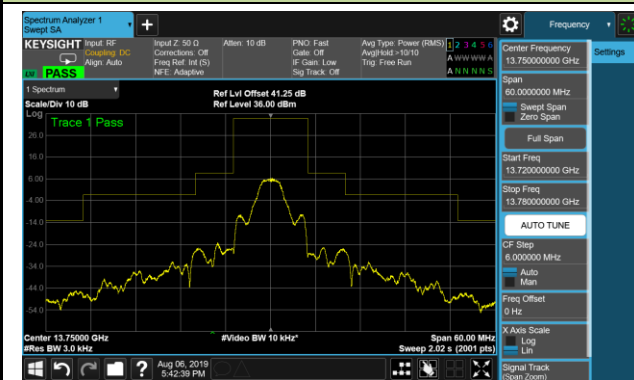 Spectrum Analyzer 1
Swept SA
+
Frequency
KEYSIGHT
Input: RF
Coupling: DC
Align: Auto
Input Z: 50 Ω
Corrections: Off
Freq Ref: Int (S)
NFE: Adaptive
Atten: 10 dB
PNO: Fast
Gate: Off
IF Gain: Low
Sig Track: Off
Avg Type: Power (RMS)
Avg|Hold:>10/10
Trig: Free Run
1 2 3 4 5 6
A W W W W A
A N N N N S
PASS
1 Spectrum
Scale/Div 10 dB
Ref Lvl Offset 41.25 dB
Ref Level 36.00 dBm
Log
Trace 1 Pass
26.0
16.0
6.00
-4.00
-14.0
-24.0
-34.0
-44.0
-54.0
Center 13.75000 GHz
#Res BW 3.0 kHz
#Video BW 10 kHz*
Span 60.00 MHz
Sweep 2.02 s (2001 pts)
Aug 06, 2019
5:42:39 PM
?
Center Frequency
13.750000000 GHz
Settings
Span
60.0000000 MHz
Swept Span
Zero Span
Full Span
Start Freq
13.720000000 GHz
Stop Freq
13.780000000 GHz
AUTO TUNE
CF Step
6.000000 MHz
Auto
Man
Freq Offset
0 Hz
X Axis Scale
Log
Lin
Signal Track
(Span Zoom)